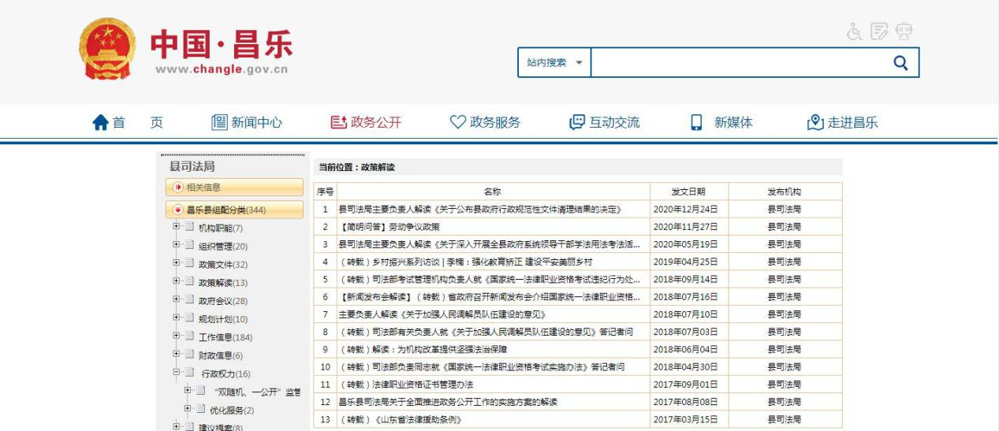 中国·昌乐
www.changle.gov.cn
站内搜索
首 页 新闻中心 政务公开 政务服务 互动交流 新媒体 走进昌乐
县司法局
相关信息
昌乐县组配分类(344)
机构职能(7)
组织管理(20)
政策文件(32)
政策解读(13)
政府会议(28)
规划计划(10)
工作信息(184)
财政信息(6)
行政权力(16)
“双随机、一公开”监管
优化服务(2)
建议提案(8)
当前位置：政策解读
序号 名称 发文日期 发布机构
1 县司法局主要负责人解读《关于公布县政府行政规范性文件清理结果的决定》 2020年12月24日 县司法局
2 【简明问答】劳动争议政策 2020年11月27日 县司法局
3 县司法局主要负责人解读《关于深入开展全县政府系统领导干部学法用法考法活... 2020年05月19日 县司法局
4 （转载）乡村振兴系列访谈 | 李楠：强化教育矫正 建设平安美丽乡村 2019年04月25日 县司法局
5 （转载）司法部考试管理机构负责人就《国家统一法律职业资格考试违纪行为处... 2018年09月14日 县司法局
6 【新闻发布会解读】（转载）省政府召开新闻发布会介绍国家统一法律职业资格... 2018年07月16日 县司法局
7 主要负责人解读《关于加强人民调解员队伍建设的意见》 2018年07月10日 县司法局
8 （转载）司法部有关负责人就《关于加强人民调解员队伍建设的意见》答记者问 2018年07月03日 县司法局
9 （转载）解读：为机构改革提供坚强法治保障 2018年06月04日 县司法局
10 （转载）司法部负责同志就《国家统一法律职业资格考试实施办法》答记者问 2018年04月30日 县司法局
11 （转载）法律职业资格证书管理办法 2017年09月01日 县司法局
12 昌乐县司法局关于全面推进政务公开工作的实施方案的解读 2017年08月08日 县司法局
13 （转载）《山东省法律援助条例》 2017年03月15日 县司法局